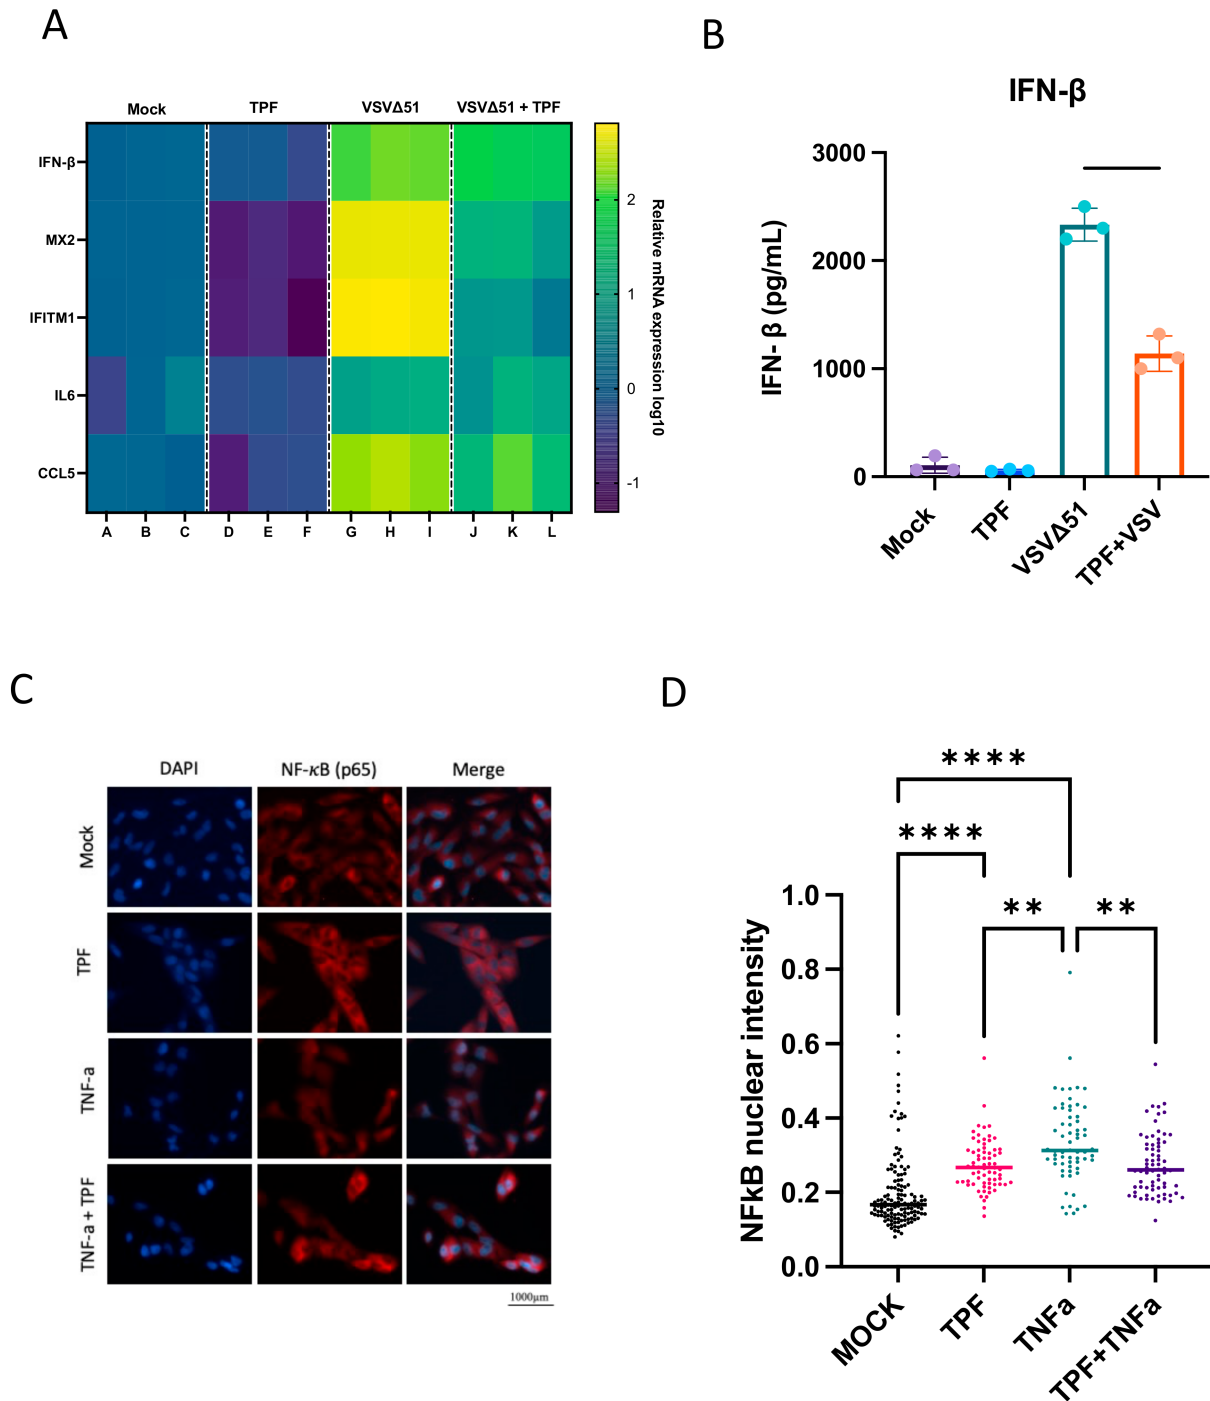 A
Mock TPF VSVΔ51 VSVΔ51 + TPF
IFN-β
MX2
IFITM1
IL6
CCL5
A B C D E F G H I J K L
2
1
0
-1
Relative mRNA expression log10
B
IFN-β
IFN- β (pg/mL)
3000
2000
1000
0
Mock TPF VSVΔ51 TPF+VSV
C
DAPI NF-κB (p65) Merge
Mock
TPF
TNF-a
TNF-a + TPF
1000μm
D
****
****
** **
NFkB nuclear intensity
1.0
0.8
0.6
0.4
0.2
0.0
MOCK TPF TNFa TPF+TNFa